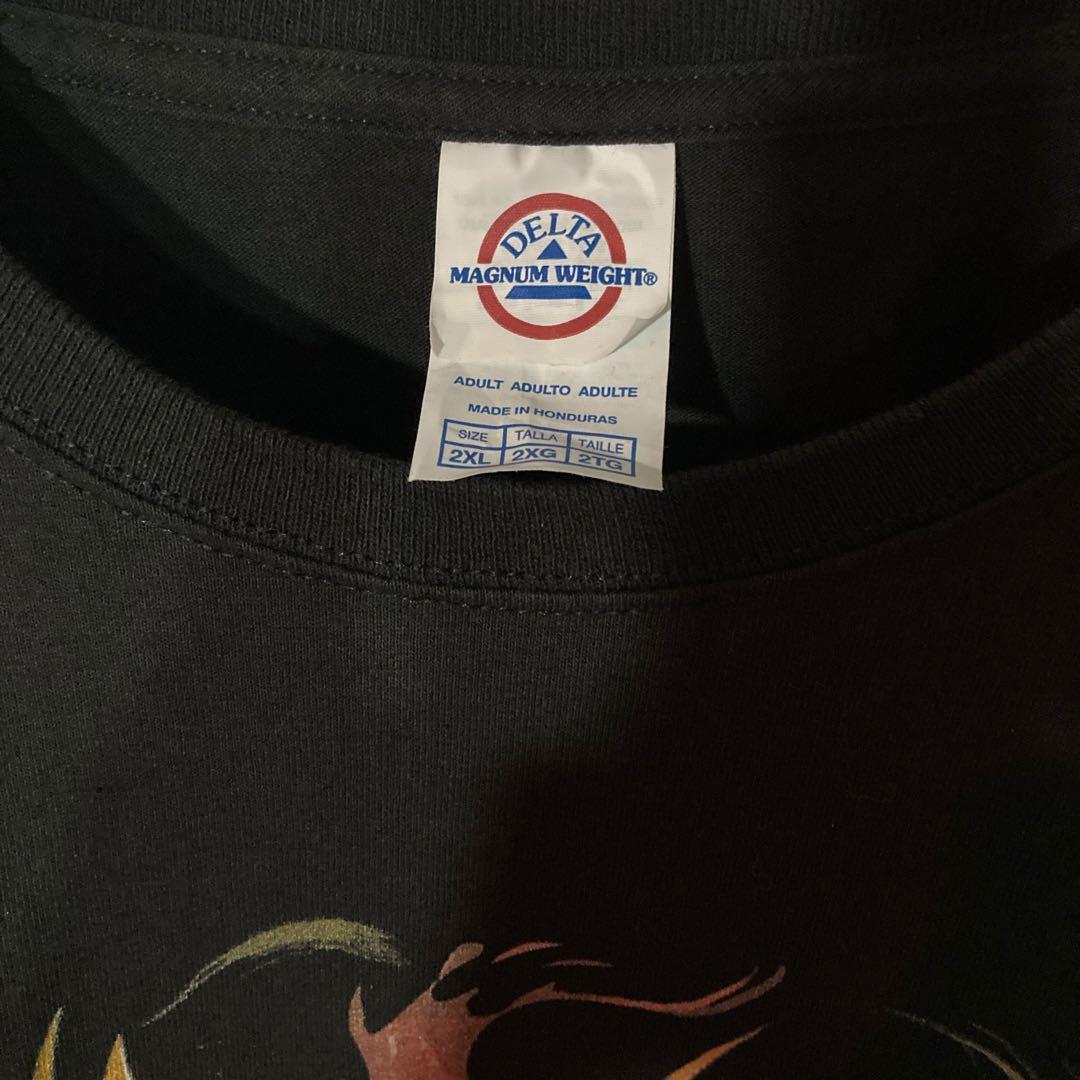 DELTA
MAGNUM WEIGHT®
ADULT ADULTO ADULTE
MADE IN HONDURAS
SIZE TALLA TAILLE
2XL 2XG 2TG